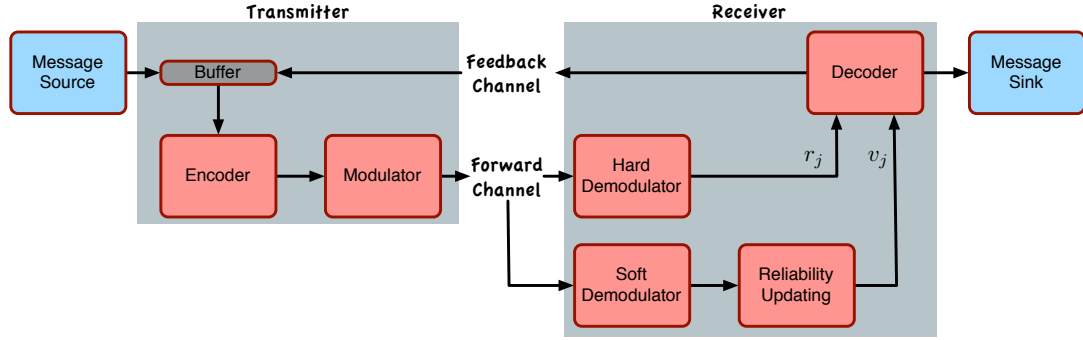 Transmitter
Receiver
Message
Source
Buffer
Feedback
Channel
Decoder
Message
Sink
Encoder
Modulator
Forward
Channel
Hard
Demodulator
r_j
v_j
Soft
Demodulator
Reliability
Updating